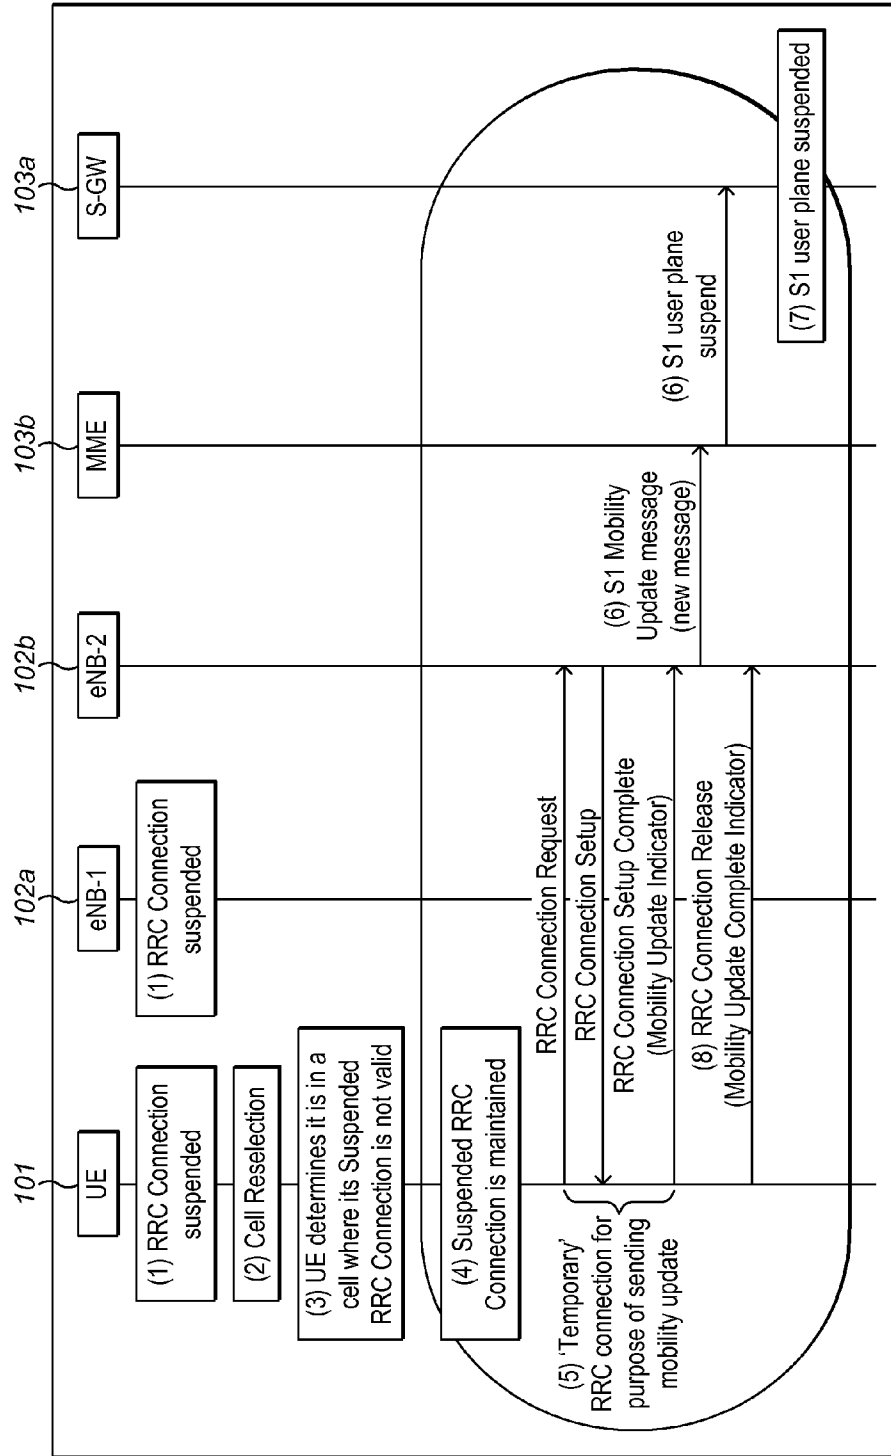 101
102a
102b
103b
103a
UE
eNB-1
eNB-2
MME
S-GW
(1) RRC Connection
suspended
(1) RRC Connection
suspended
(2) Cell Reselection
(3) UE determines it is in a
cell where its Suspended
RRC Connection is not valid
(4) Suspended RRC
Connection is maintained
(5) ‘Temporary’
RRC connection for
purpose of sending
mobility update
RRC Connection Request
RRC Connection Setup
RRC Connection Setup Complete
(Mobility Update Indicator)
(6) S1 Mobility
Update message
(new message)
(6) S1 user plane
suspend
(7) S1 user plane suspended
(8) RRC Connection Release
(Mobility Update Complete Indicator)